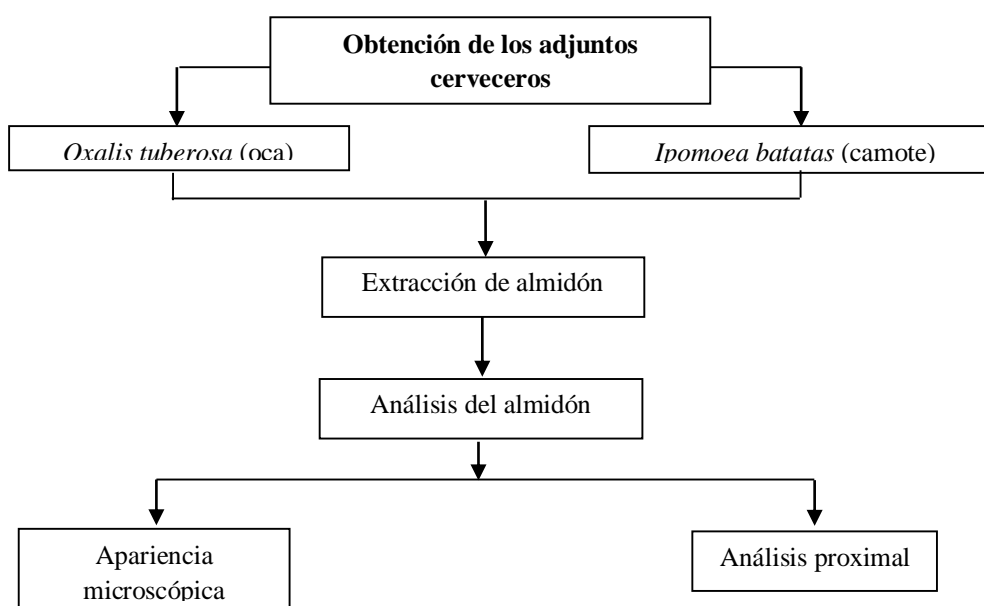 Obtención de los adjuntos
cerveceros
Oxalis tuberosa (oca)
Ipomoea batatas (camote)
Extracción de almidón
Análisis del almidón
Apariencia
microscópica
Análisis proximal